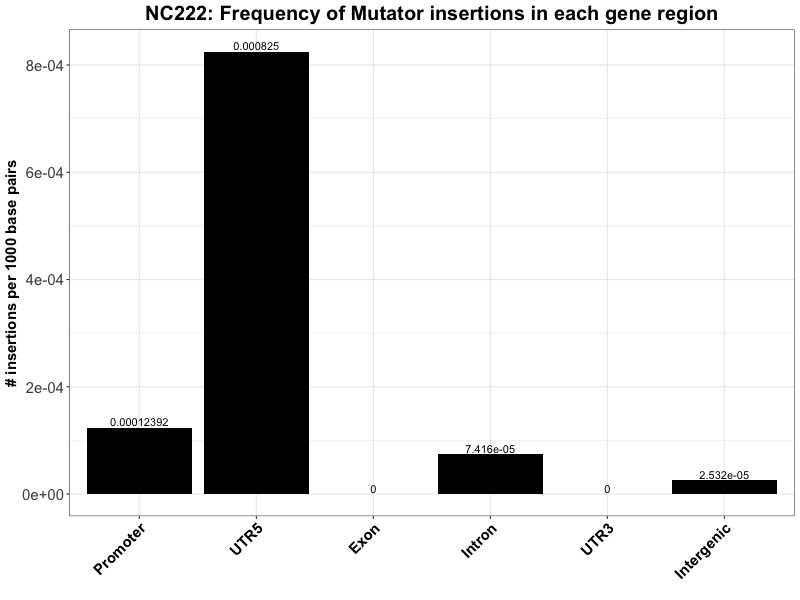 NC222: Frequency of Mutator insertions in each gene region
# insertions per 1000 base pairs
8e-04
6e-04
4e-04
2e-04
0e+00
0.00012392
0.000825
0
7.416e-05
0
2.532e-05
Promoter
UTR5
Exon
Intron
UTR3
Intergenic